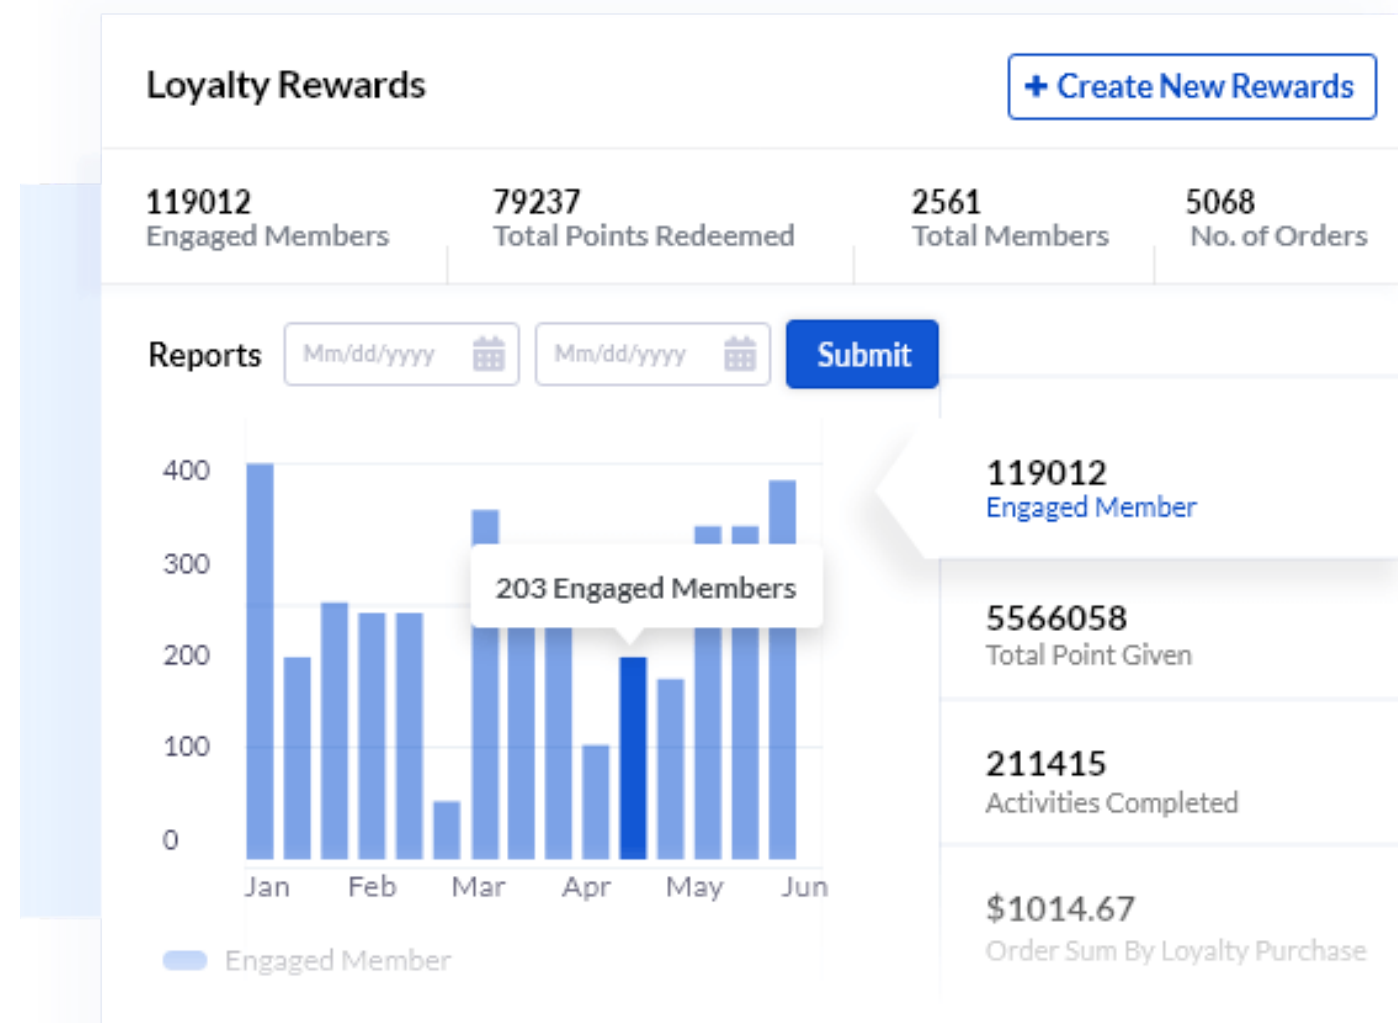 Loyalty Rewards
+ Create New Rewards
119012
Engaged Members
79237
Total Points Redeemed
2561
Total Members
5068
No. of Orders
Reports
Mm/dd/yyyy
Mm/dd/yyyy
Submit
400
300
200
100
0
203 Engaged Members
Jan Feb Mar Apr May Jun
Engaged Member
119012
Engaged Member
5566058
Total Point Given
211415
Activities Completed
$1014.67
Order Sum By Loyalty Purchase